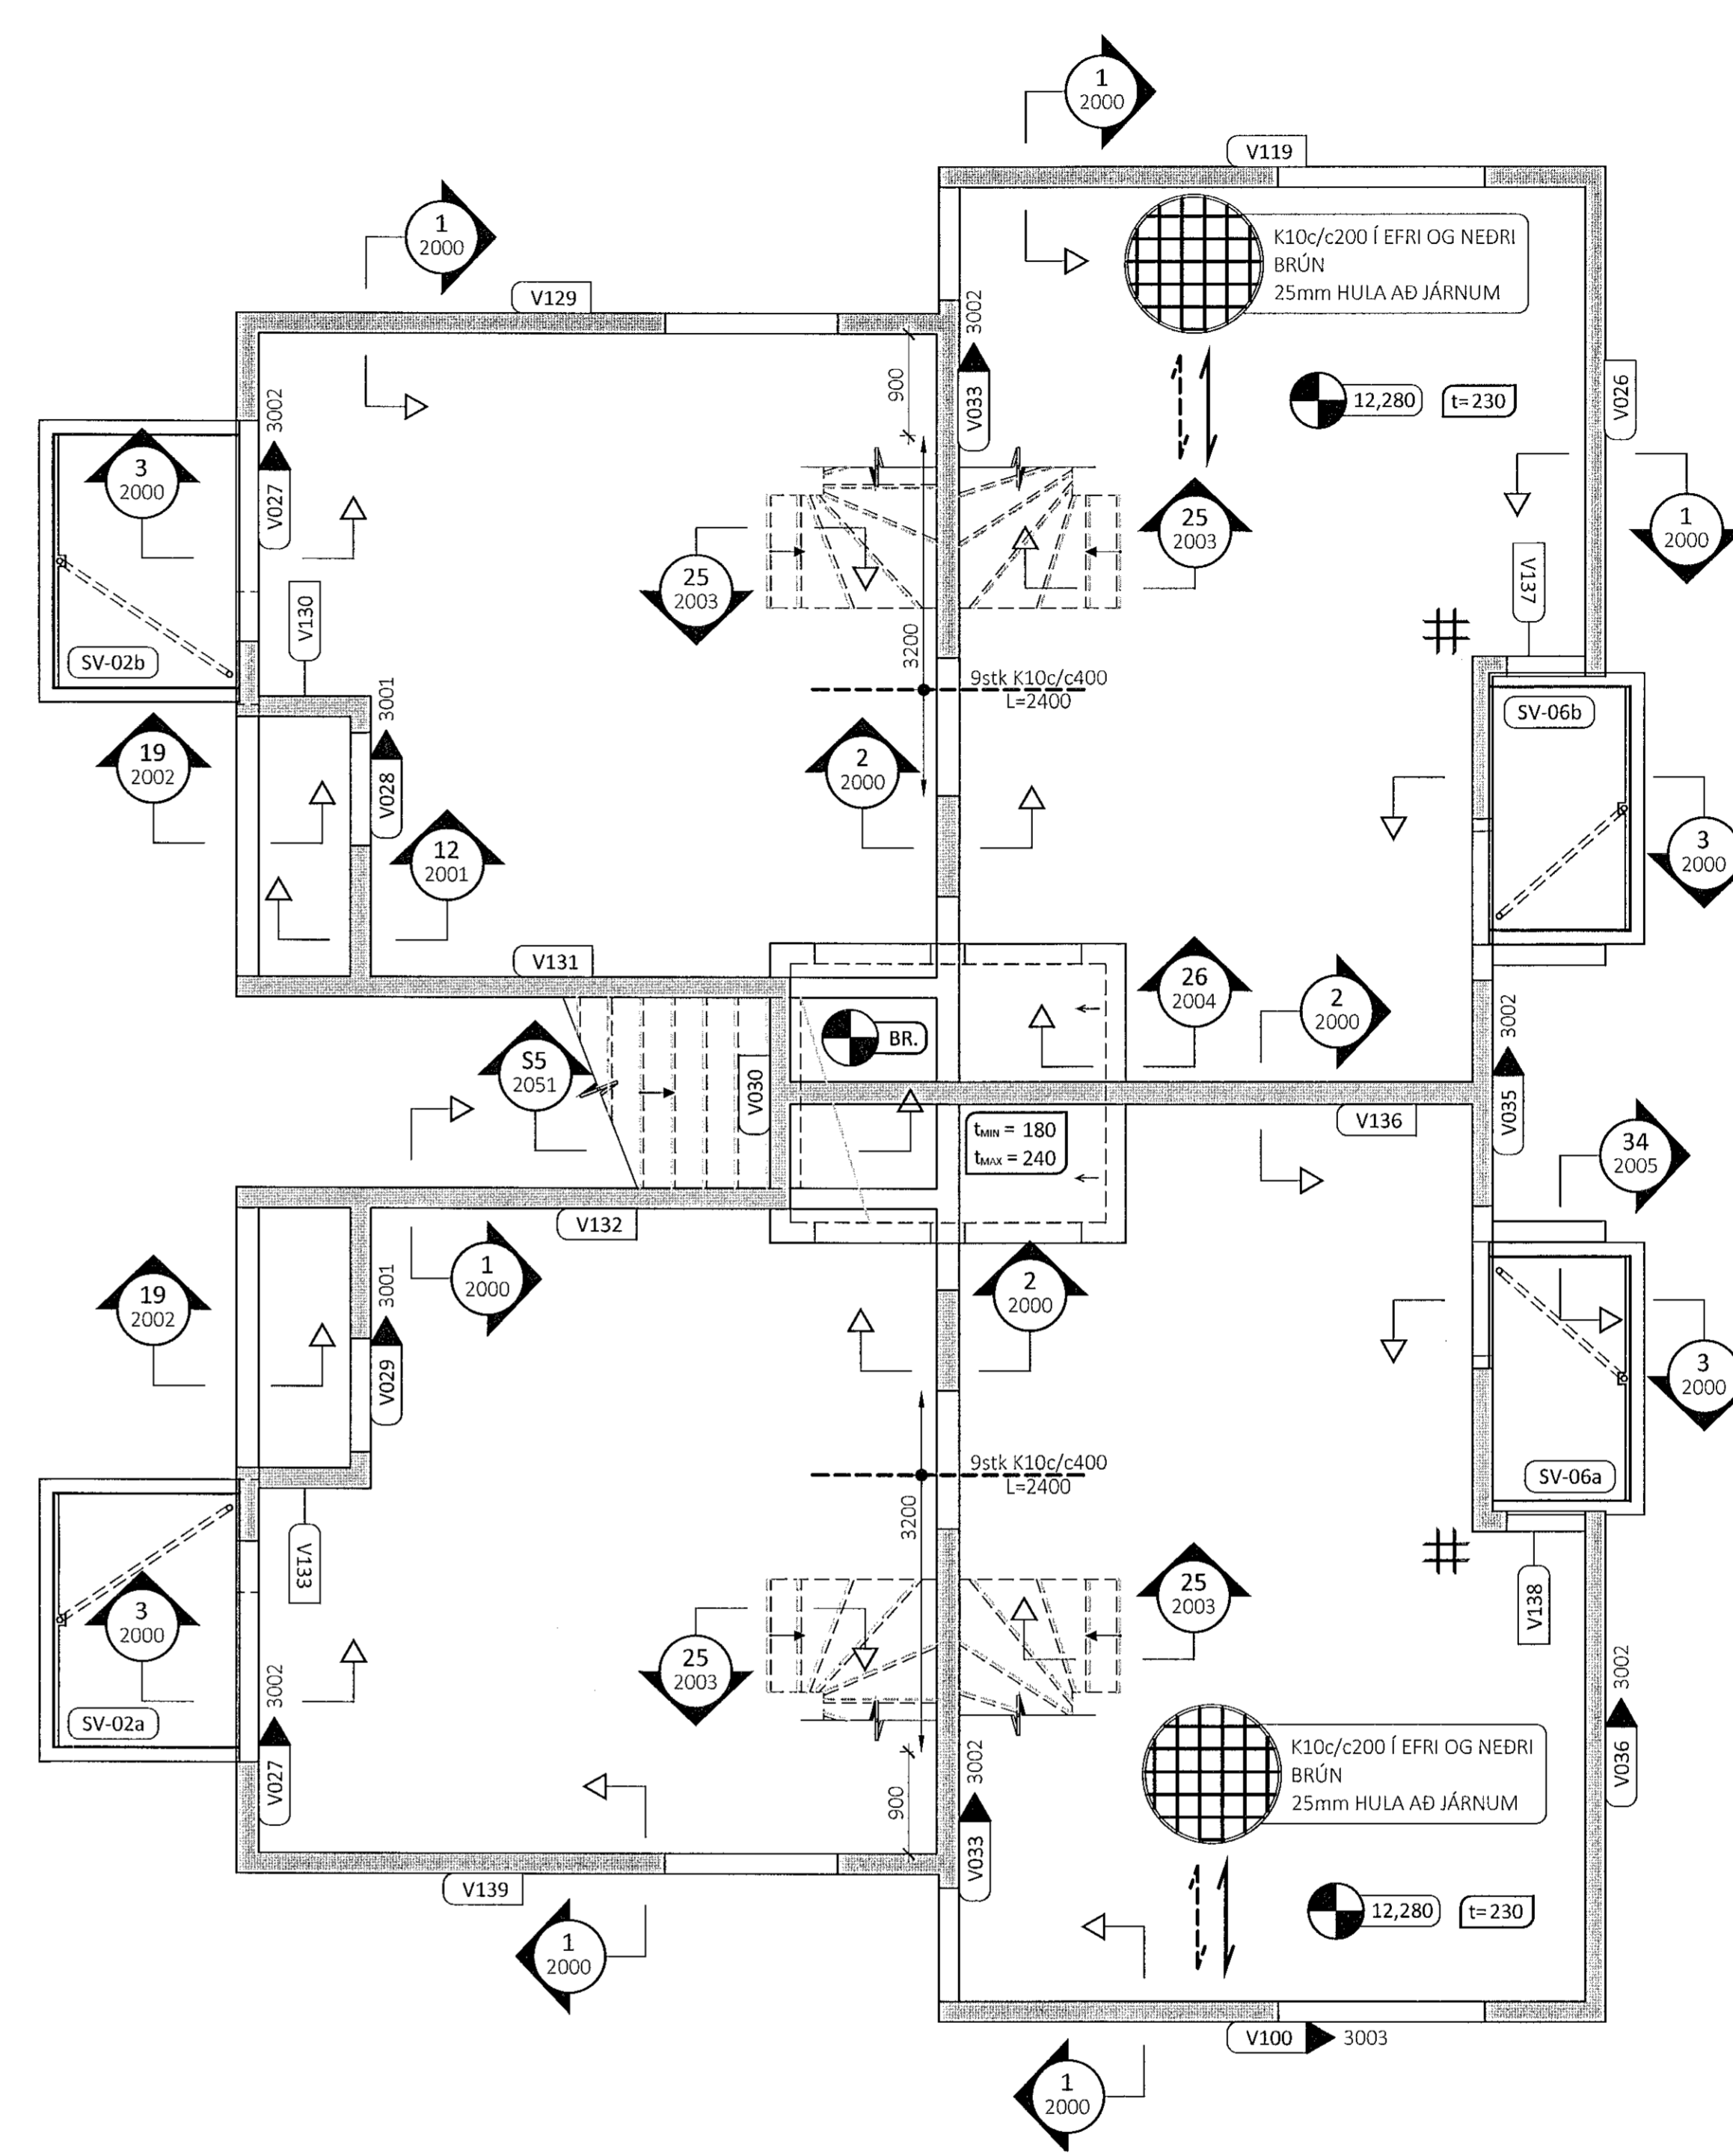 1
2000
V119
1
2000
K10c/c200 Í EFRI OG NEÐRI
BRÚN
25mm HULA AÐ JÁRNUM
V129
3002
V033
900
12,280
t=230
V026
3002
V027
3
2000
25
2003
25
2003
1
2000
V137
V130
SV-02b
3200
9stk K10c/c400
L=2400
3001
V028
SV-06b
19
2002
2
2000
12
2001
3
2000
V131
26
2004
2
2000
3002
V035
S5
2051
V030
BR.
tMIN = 180
tMAX = 240
V136
34
2005
V132
19
2002
1
2000
3001
V029
2
2000
3
2000
9stk K10c/c400
L=2400
3200
SV-06a
V133
3
2000
25
2003
25
2003
V138
SV-02a
3002
V027
900
3002
V033
K10c/c200 Í EFRI OG NEÐRI
BRÚN
25mm HULA AÐ JÁRNUM
3002
V036
V139
12,280
t=230
1
2000
V100
3003
1
2000